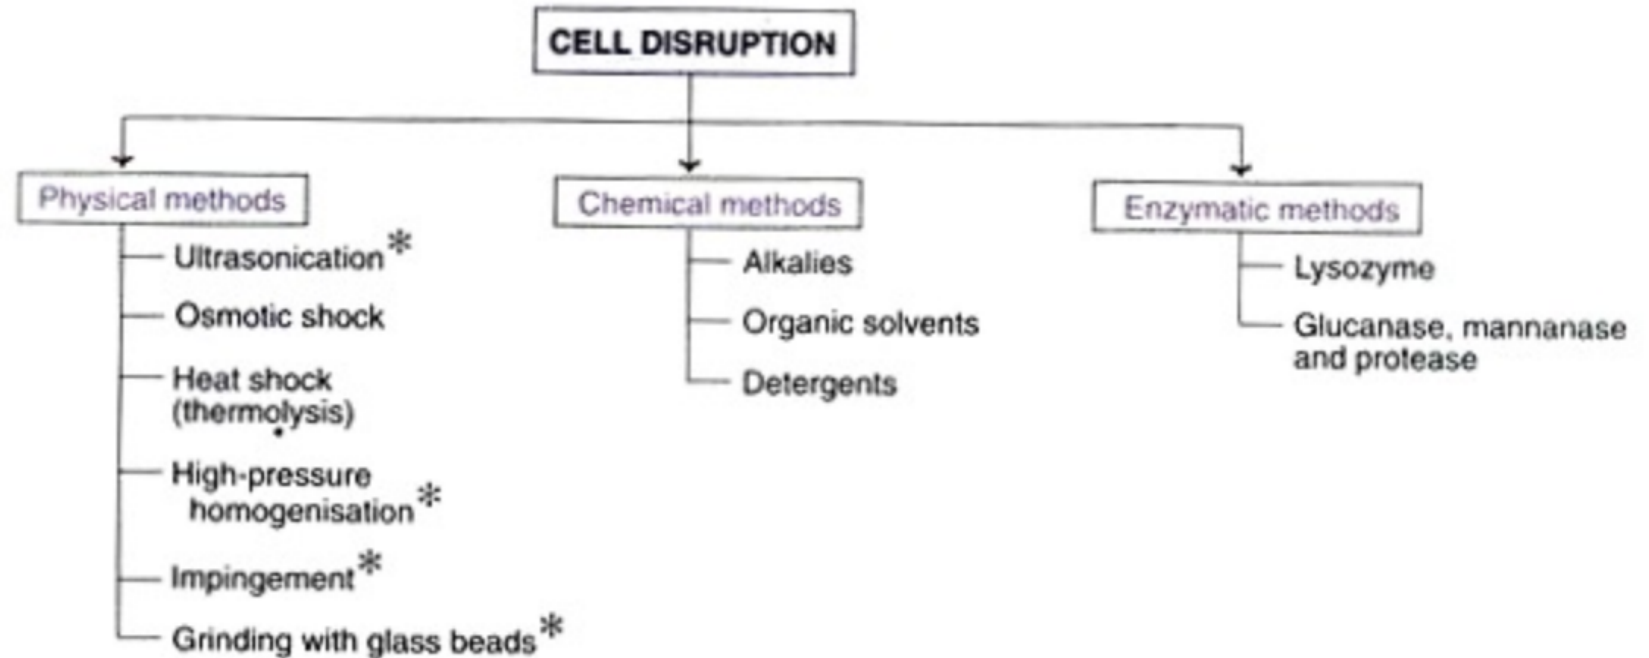 CELL DISRUPTION
Physical methods
Ultrasonication*
Osmotic shock
Heat shock
(thermolysis)
High-pressure
homogenisation*
Impingement*
Grinding with glass beads*
Chemical methods
Alkalies
Organic solvents
Detergents
Enzymatic methods
Lysozyme
Glucanase, mannanase
and protease